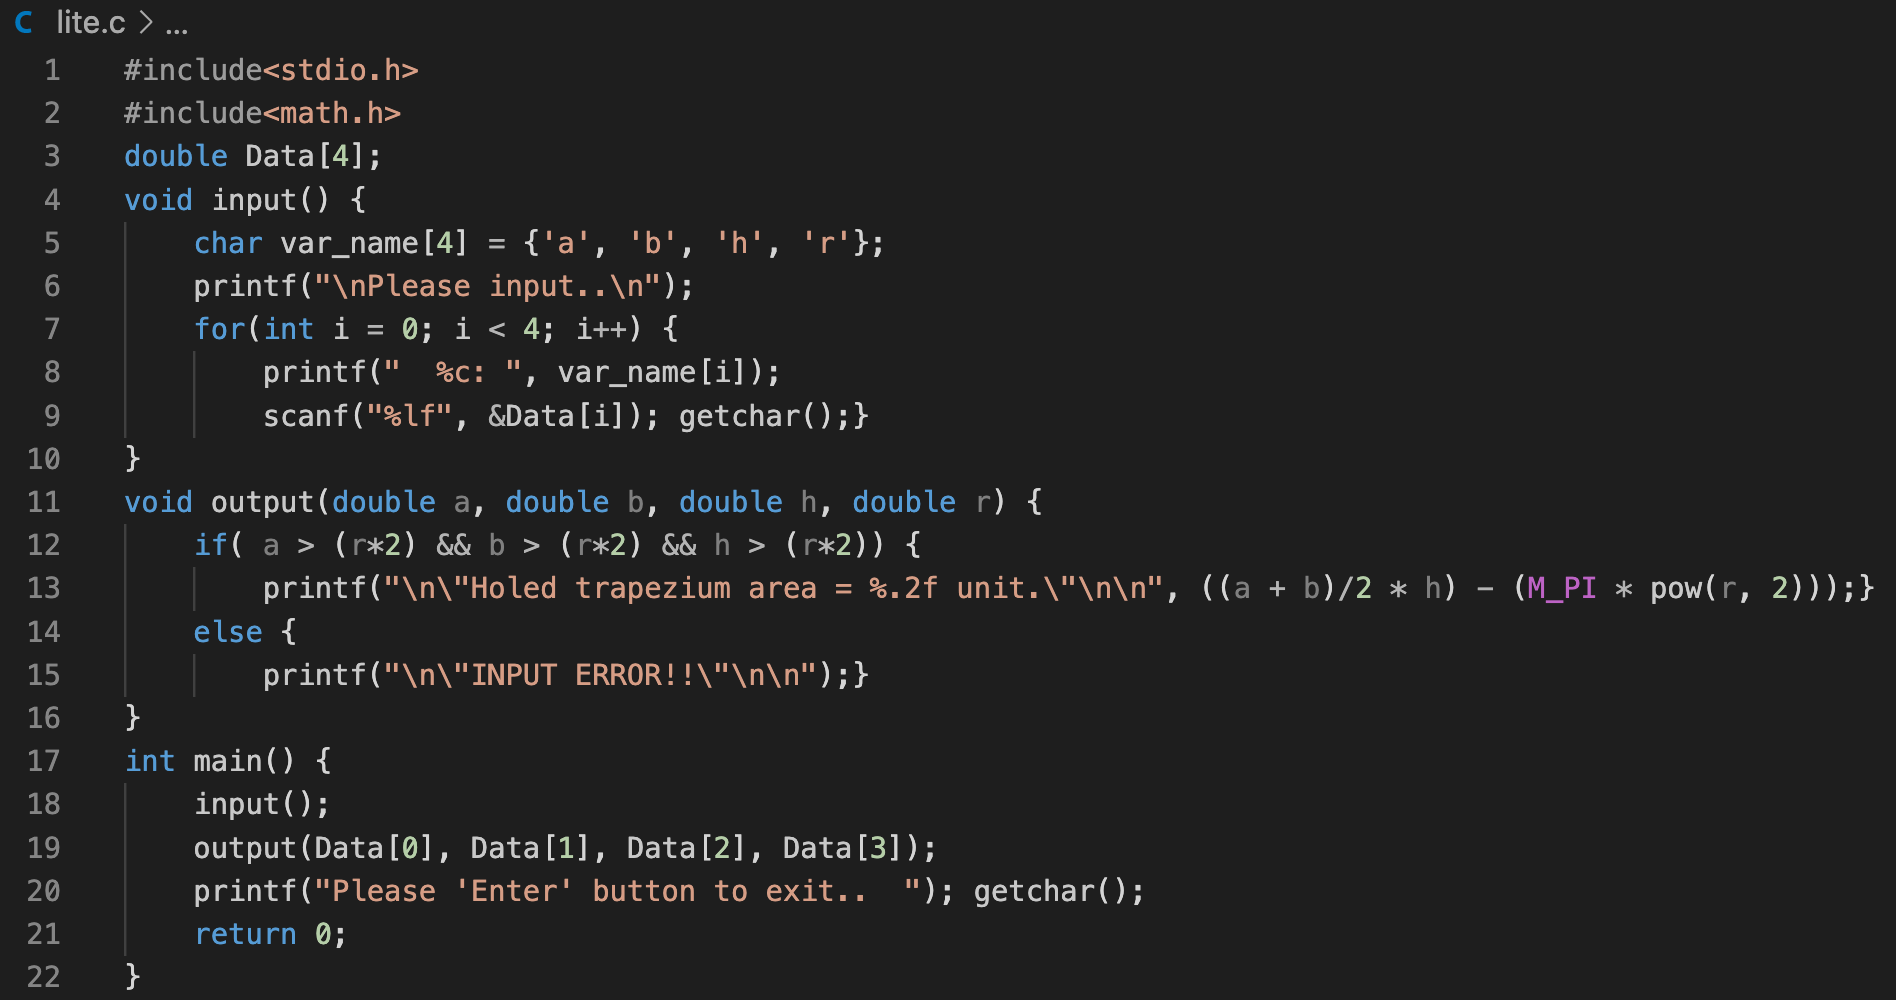 C lite.c > ...
1 #include<stdio.h>
2 #include<math.h>
3 double Data[4];
4 void input() {
5     char var_name[4] = {'a', 'b', 'h', 'r'};
6     printf("\nPlease input..\n");
7     for(int i = 0; i < 4; i++) {
8         printf("  %c: ", var_name[i]);
9         scanf("%lf", &Data[i]); getchar();}
10 }
11 void output(double a, double b, double h, double r) {
12     if( a > (r*2) && b > (r*2) && h > (r*2)) {
13         printf("\n\"Holed trapezium area = %.2f unit.\"\n\n", ((a + b)/2 * h) - (M_PI * pow(r, 2)));}
14     else {
15         printf("\n\"INPUT ERROR!!\"\n\n");}
16 }
17 int main() {
18     input();
19     output(Data[0], Data[1], Data[2], Data[3]);
20     printf("Please 'Enter' button to exit..  "); getchar();
21     return 0;
22 }